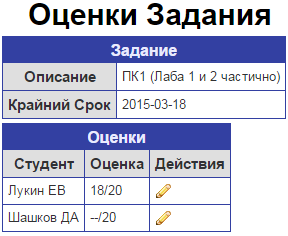 Оценки Задания
Задание
Описание ПК1 (Лаба 1 и 2 частично)
Крайний Срок 2015-03-18
Оценки
Студент Оценка Действия
Лукин ЕВ 18/20
Шашков ДА --/20